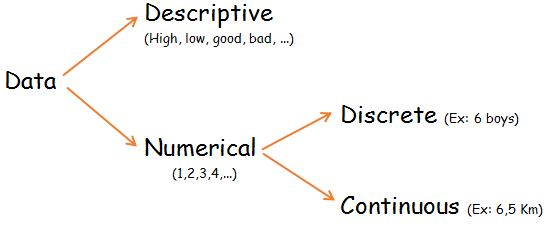 Descriptive
(High, low, good, bad, ...)
Data
Discrete (Ex: 6 boys)
Numerical
(1,2,3,4,...)
Continuous (Ex: 6,5 Km)